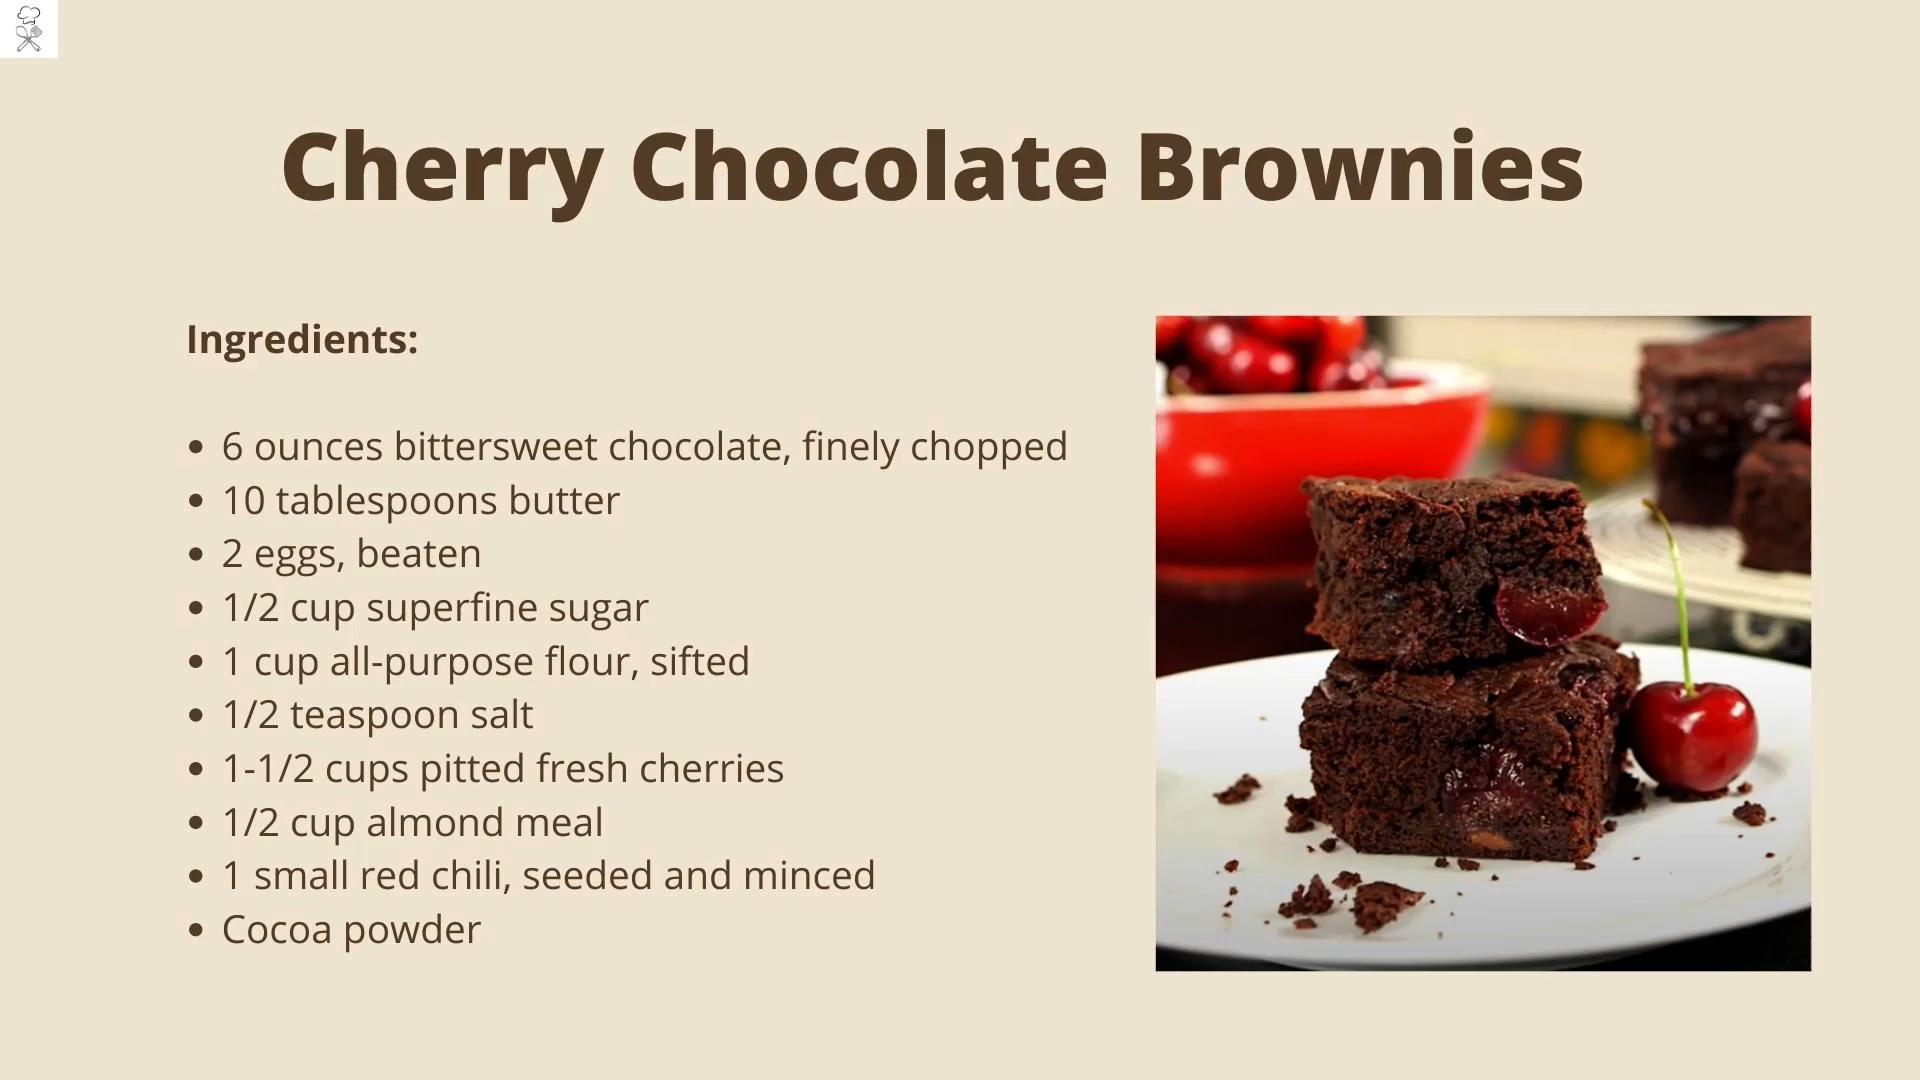 Cherry Chocolate Brownies
Ingredients:
• 6 ounces bittersweet chocolate, finely chopped
• 10 tablespoons butter
• 2 eggs, beaten
• 1/2 cup superfine sugar
• 1 cup all-purpose flour, sifted
• 1/2 teaspoon salt
• 1-1/2 cups pitted fresh cherries
• 1/2 cup almond meal
• 1 small red chili, seeded and minced
• Cocoa powder